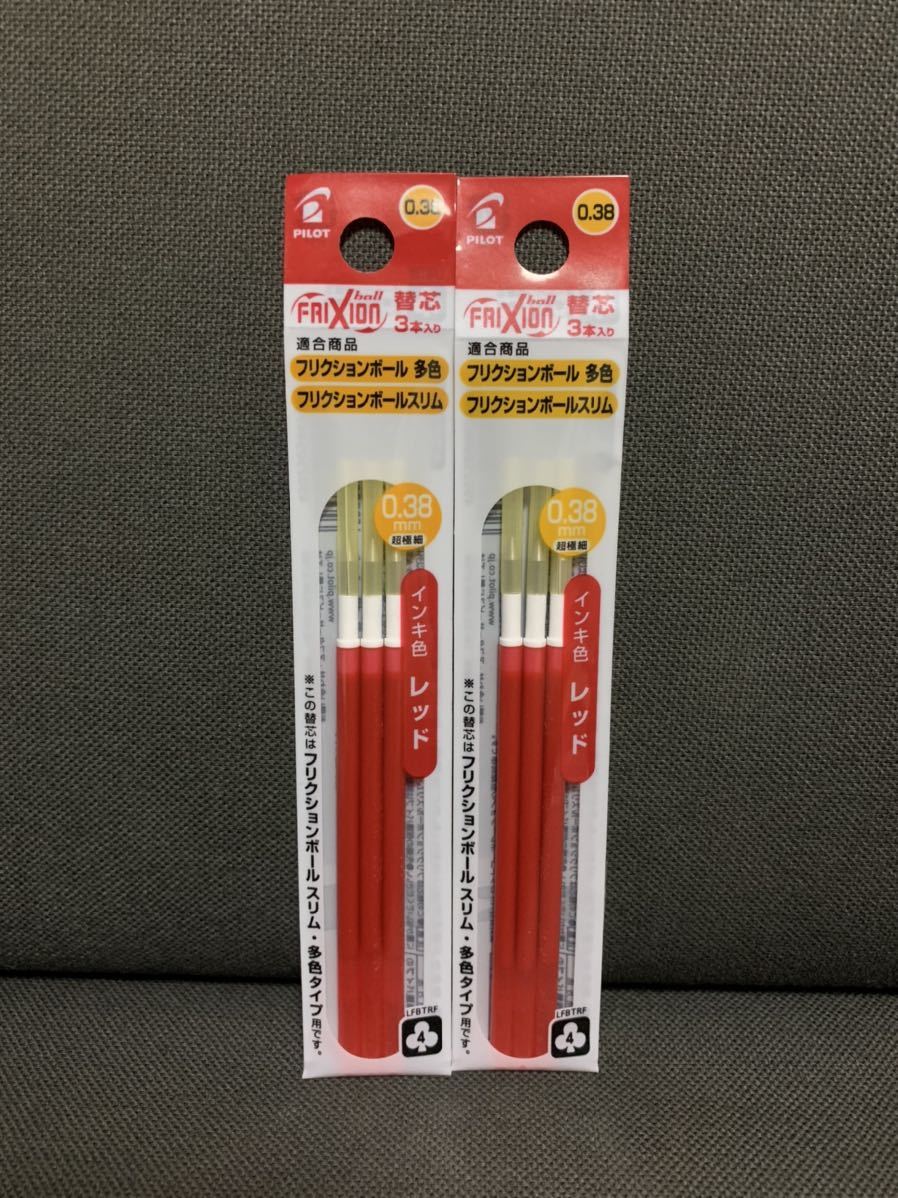 PILOT
0.38
FRIXION ball
替芯
3本入り
適合商品
フリクションボール 多色
フリクションボールスリム
0.38
mm
超極細
インキ色 レッド
※この替芯はフリクションボール スリム・多色タイプ用です。
LFBTRF
4
PILOT
0.38
FRIXION ball
替芯
3本入り
適合商品
フリクションボール 多色
フリクションボールスリム
0.38
mm
超極細
www.pilot.co.jp
インキ色 レッド
※この替芯はフリクションボール スリム・多色タイプ用です。
LFBTRF
4